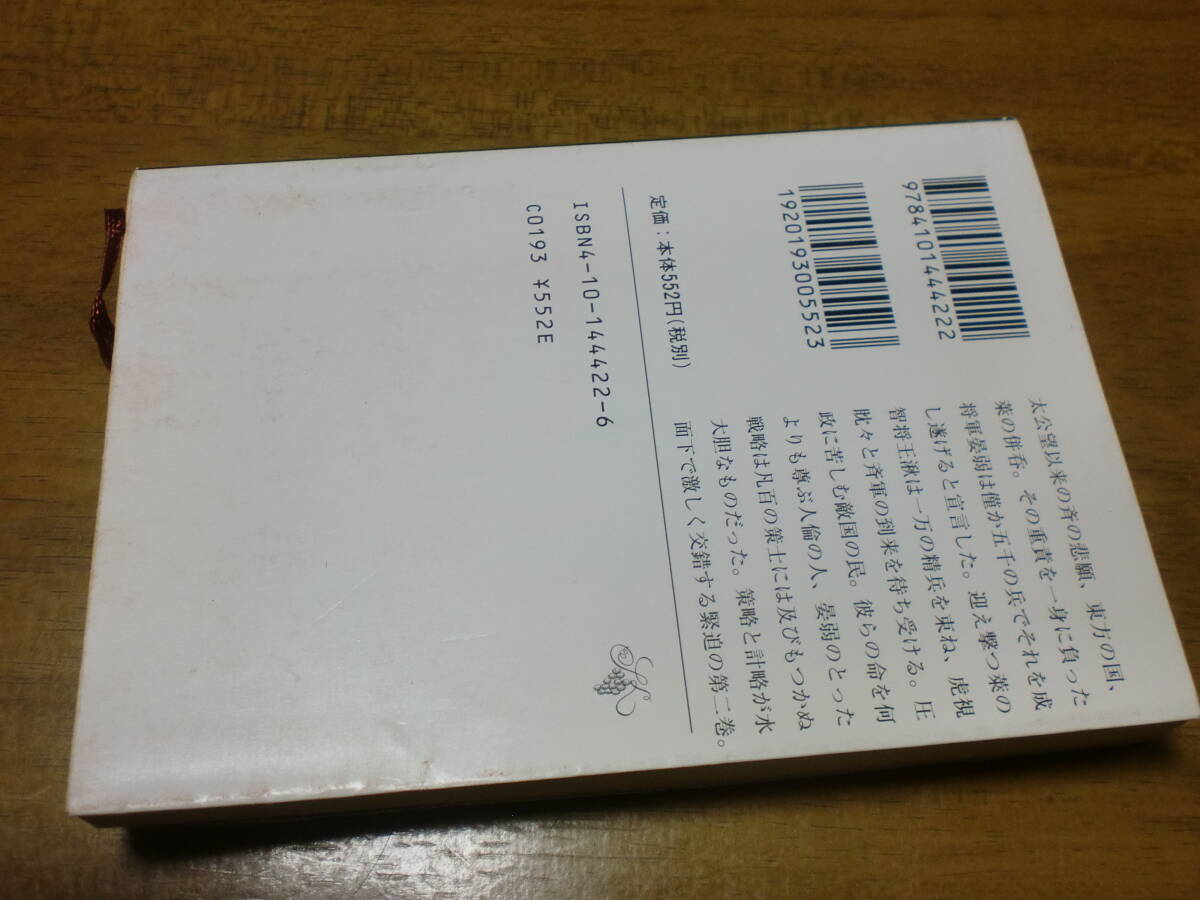 9784101444222
1920193005523
定価：本体552円(税別)
ISBN4-10-144422-6
C0193 ¥552E
太公望以来の斉の悲願、東方の国、
萊の併呑。その重責を一身に負った
将軍晏弱は僅か五千の兵でそれを成
し遂げると宣言した。迎え撃つ萊の
智将王湫は一万の精兵を束ね、虎視
眈々と斉軍の到来を待ち受ける。圧
政に苦しむ敵国の民。彼らの命を何
よりも尊ぶ人倫の人、晏弱のとった
戦略は凡百の策士には及びもつかぬ
大胆なものだった。策略と計略が水
面下で激しく交錯する緊迫の第二巻。